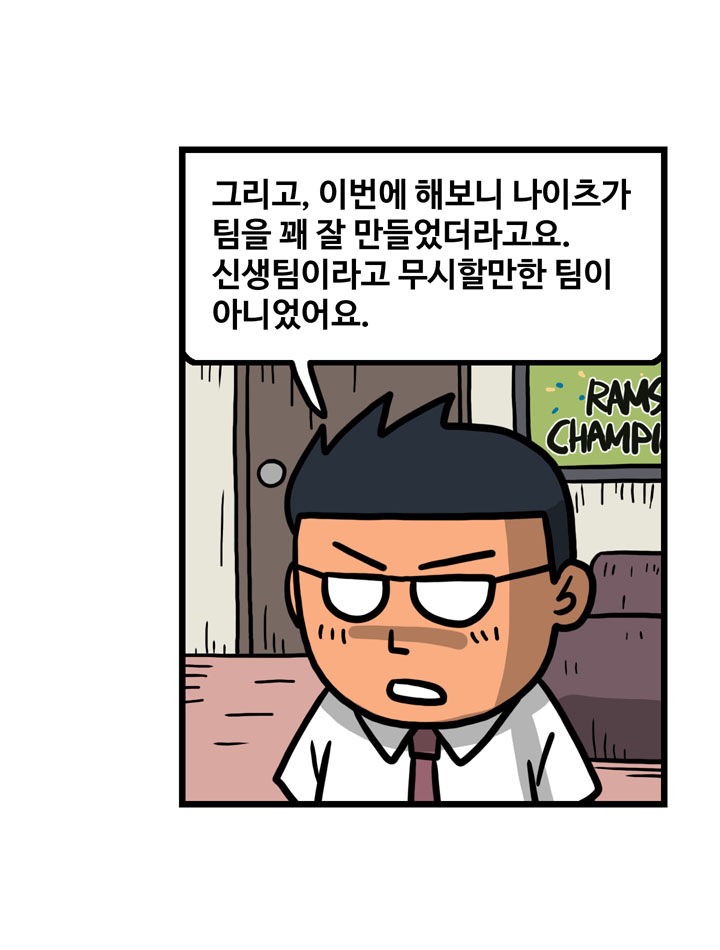 그리고, 이번에 해보니 나이츠가
팀을 꽤 잘 만들었더라고요.
신생팀이라고 무시할만한 팀이
아니었어요.
RAMS
CHAMPI